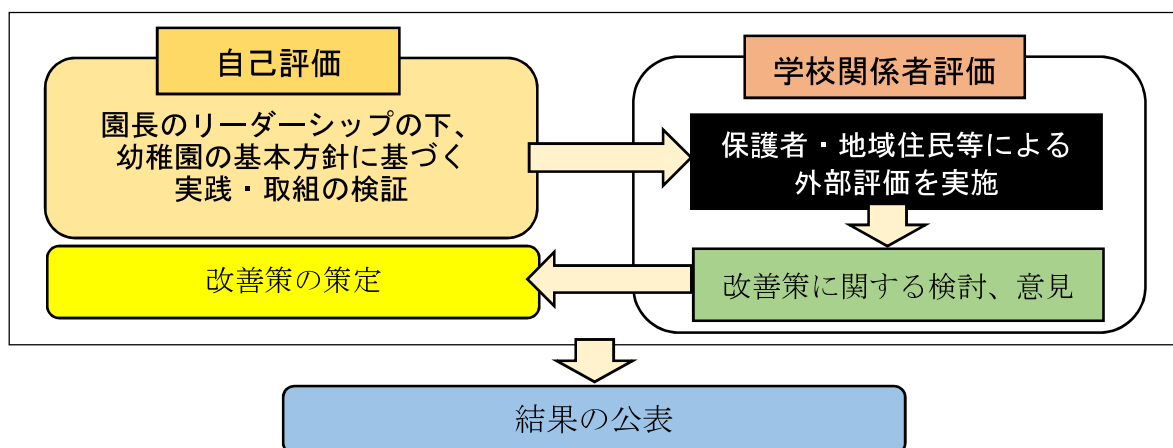 自己評価
園長のリーダーシップの下、
幼稚園の基本方針に基づく
実践・取組の検証
学校関係者評価
保護者・地域住民等による
外部評価を実施
改善策に関する検討、意見
改善策の策定
結果の公表